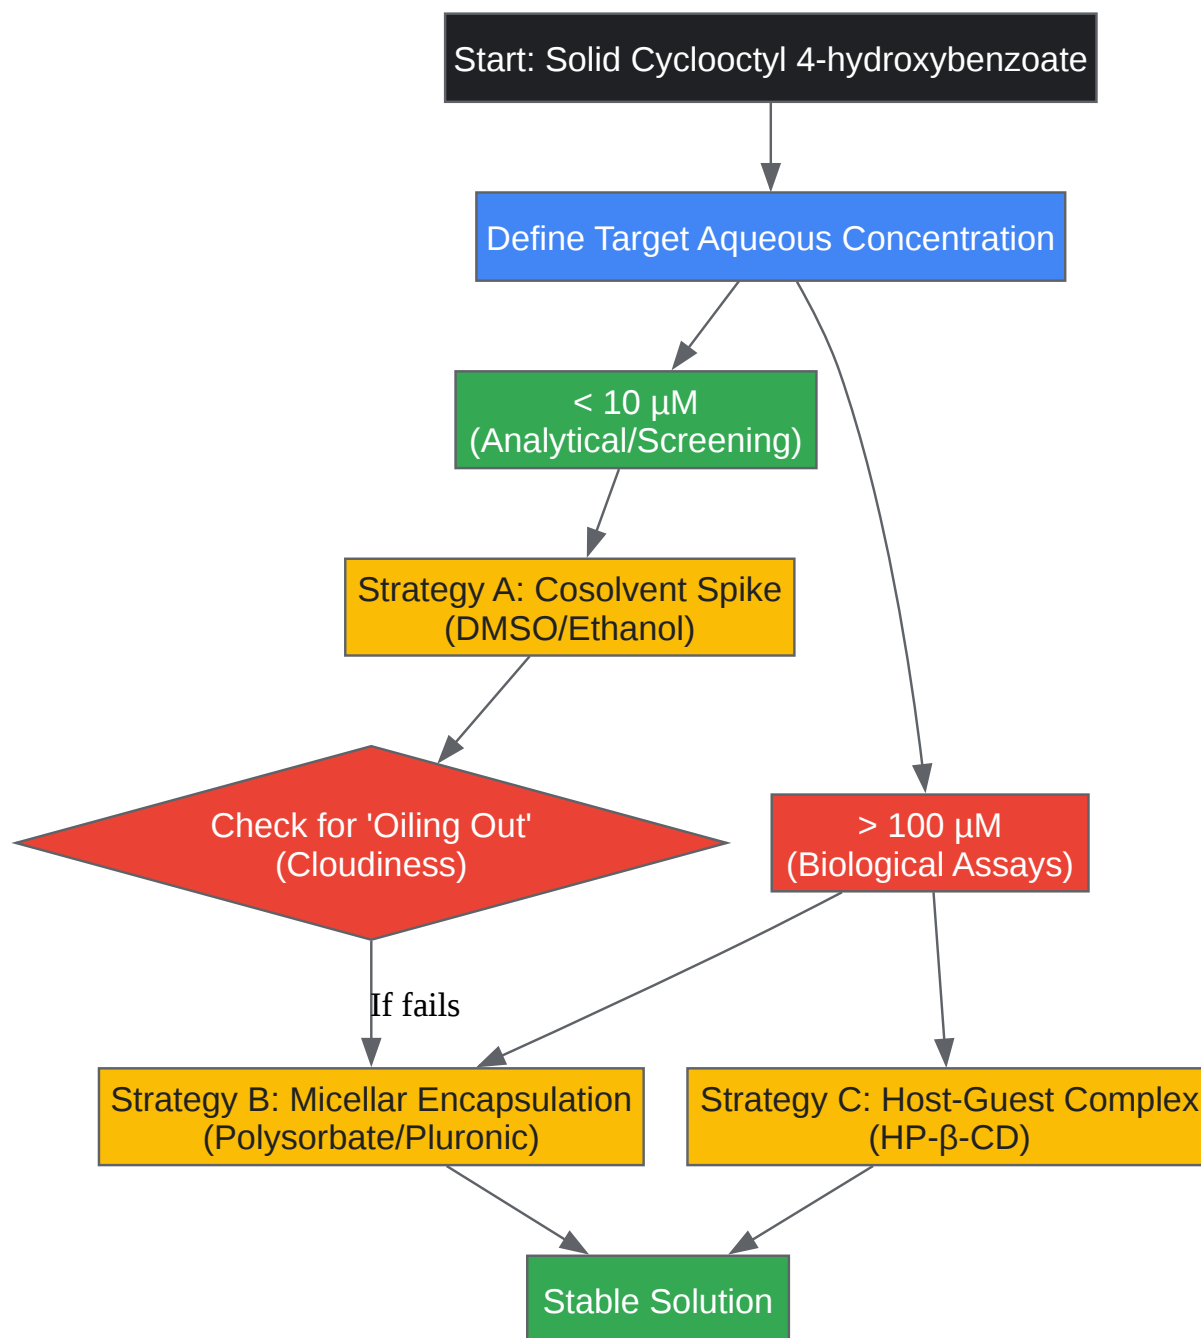 Start: Solid Cyclooctyl 4-hydroxybenzoate
Define Target Aqueous Concentration
< 10 µM
(Analytical/Screening)
Strategy A: Cosolvent Spike
(DMSO/Ethanol)
Check for 'Oiling Out'
(Cloudiness)
> 100 µM
(Biological Assays)
If fails
Strategy B: Micellar Encapsulation
(Polysorbate/Pluronic)
Strategy C: Host-Guest Complex
(HP-β-CD)
Stable Solution